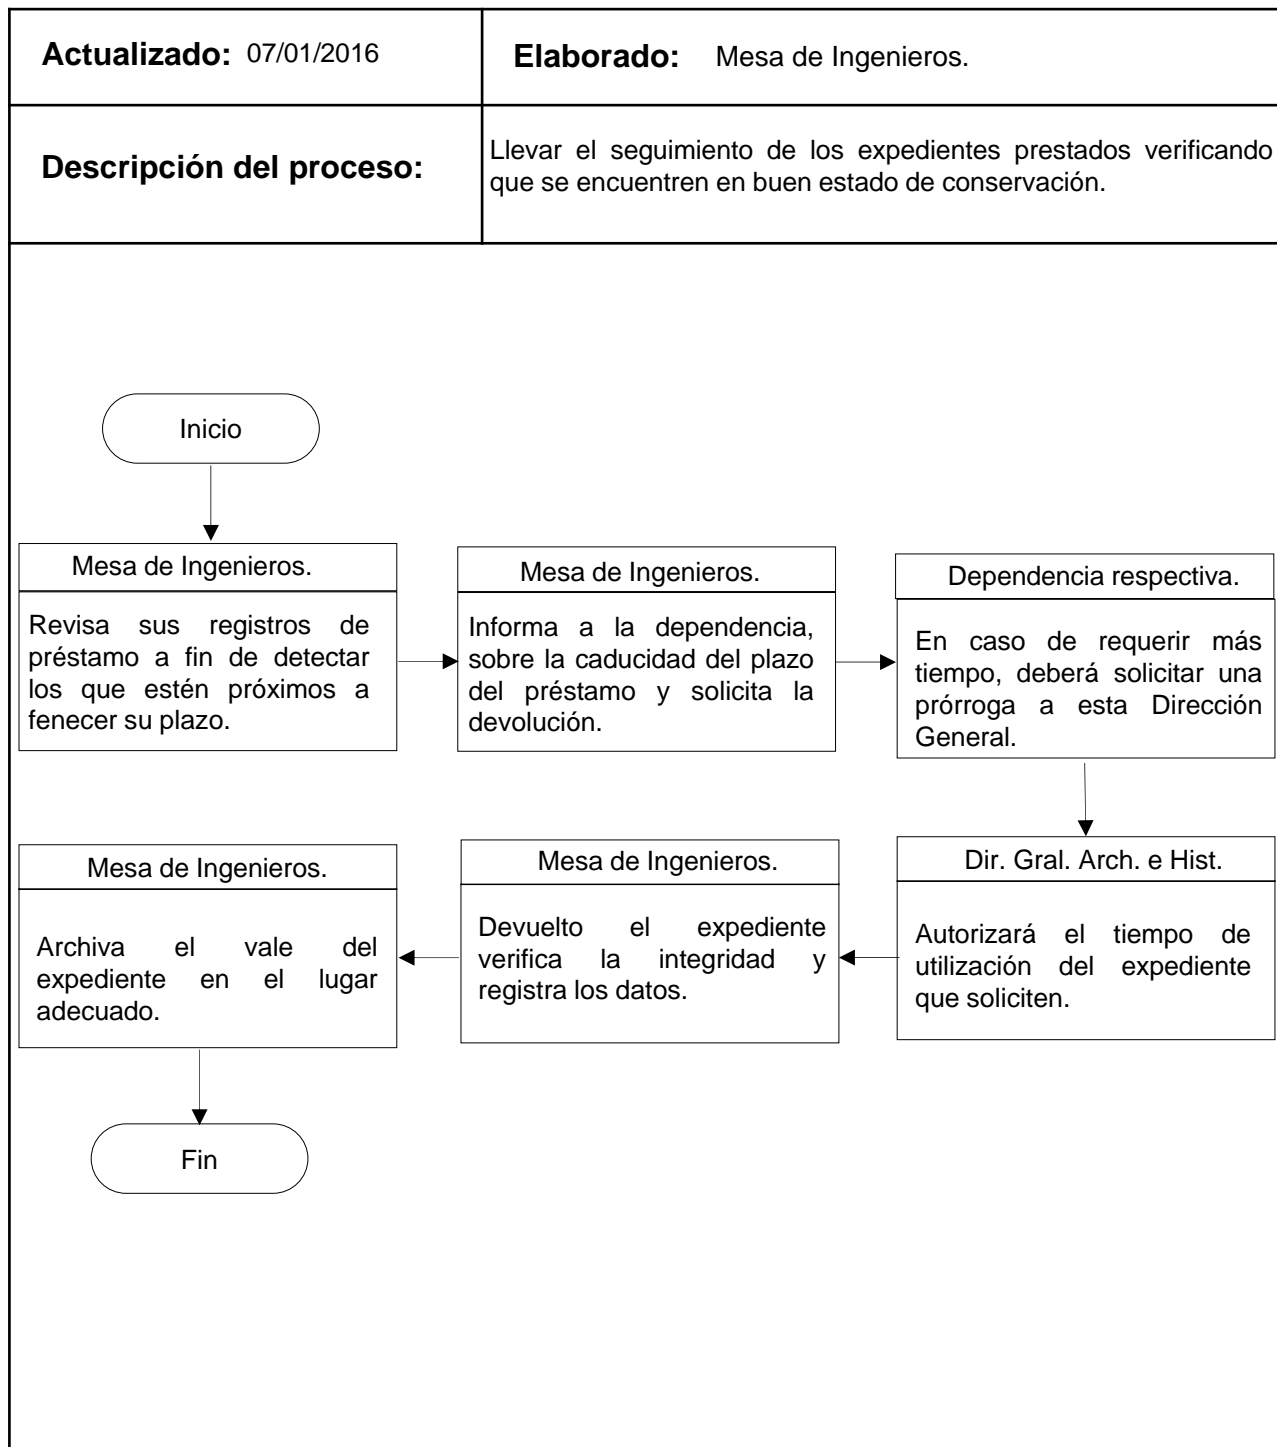 Actualizado: 07/01/2016
Elaborado: Mesa de Ingenieros.
Descripción del proceso:
Llevar el seguimiento de los expedientes prestados verificando
que se encuentren en buen estado de conservación.
Inicio
Mesa de Ingenieros.
Revisa sus registros de
préstamo a fin de detectar
los que estén próximos a
fenecer su plazo.
Mesa de Ingenieros.
Informa a la dependencia,
sobre la caducidad del plazo
del préstamo y solicita la
devolución.
Dependencia respectiva.
En caso de requerir más
tiempo, deberá solicitar una
prórroga a esta Dirección
General.
Dir. Gral. Arch. e Hist.
Autorizará el tiempo de
utilización del expediente
que soliciten.
Mesa de Ingenieros.
Devuelto el expediente
verifica la integridad y
registra los datos.
Mesa de Ingenieros.
Archiva el vale del
expediente en el lugar
adecuado.
Fin